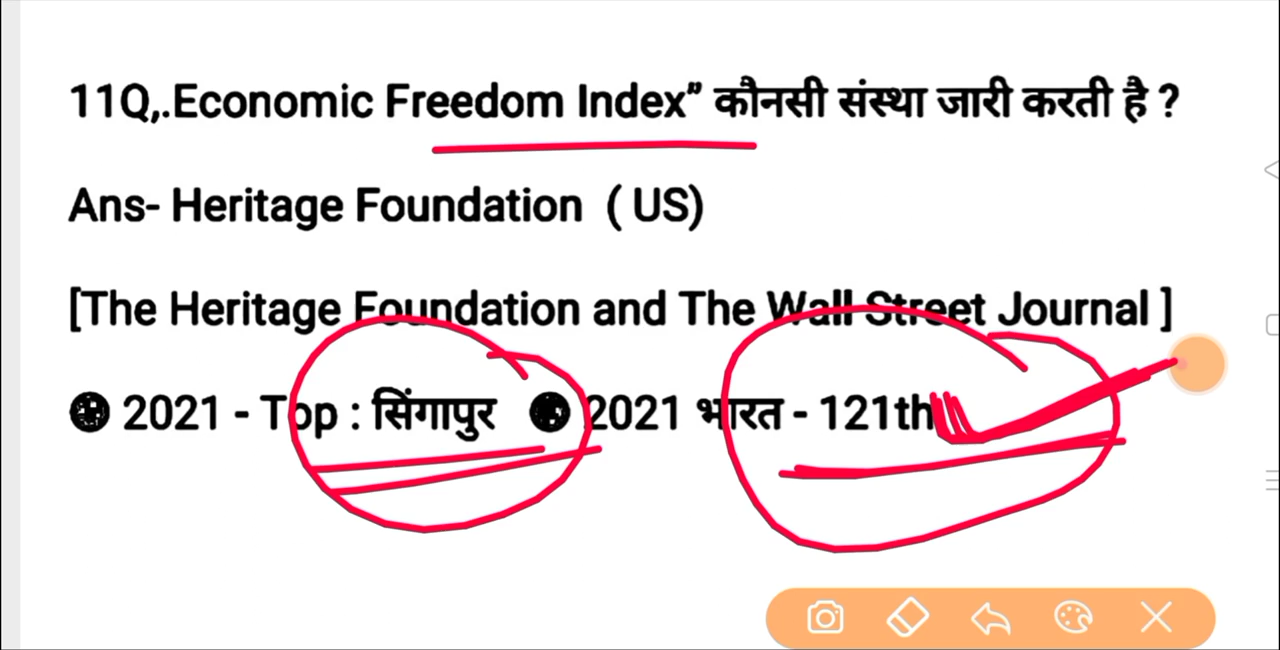 11Q,.Economic Freedom Index” कौनसी संस्था जारी करती है ?
Ans- Heritage Foundation ( US)
[The Heritage Foundation and The Wall Street Journal ]
2021 - Top : सिंगापुर 2021 भारत - 121th